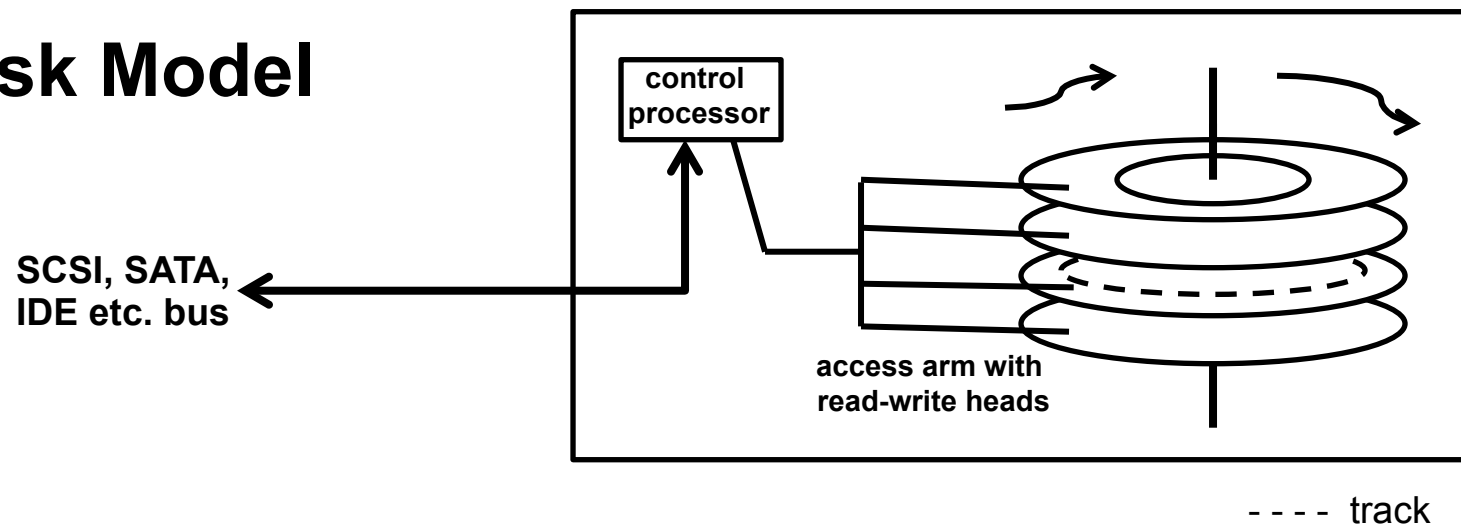 sk Model
control
processor
SCSI, SATA,
IDE etc. bus
access arm with
read-write heads
- - - - track